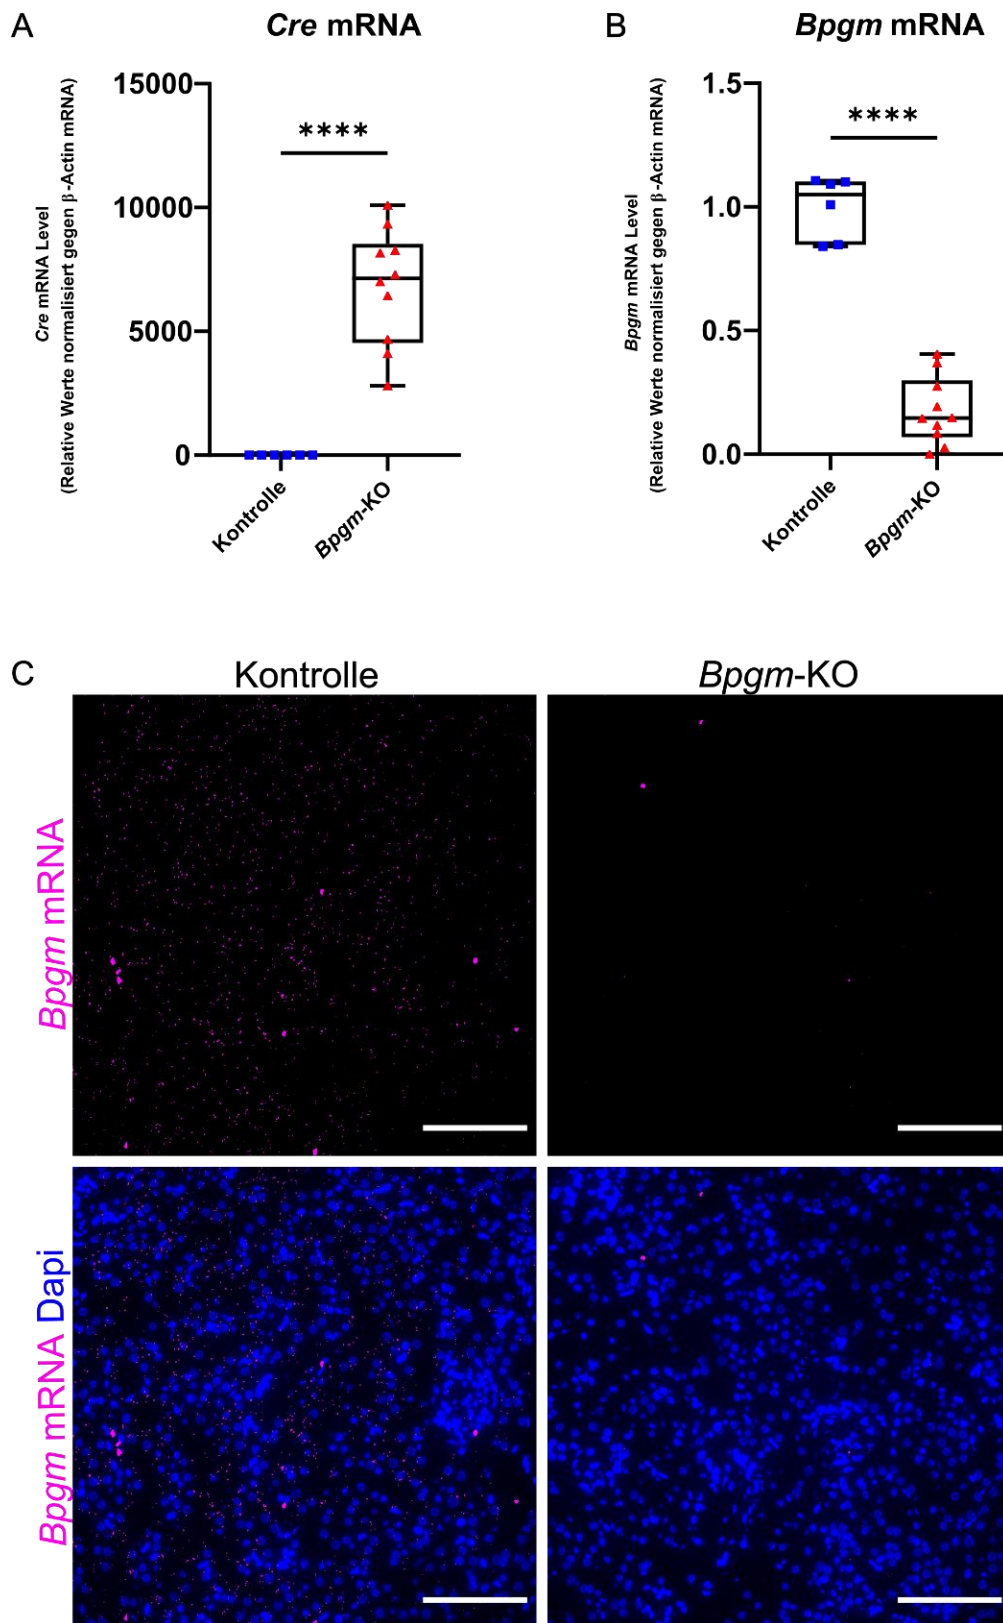 A
Cre mRNA
Cre mRNA Level
(Relative Werte normalisiert gegen β-Actin mRNA)
15000
10000
5000
0
****
Kontrolle
Bpgm-KO
B
Bpgm mRNA
Bpgm mRNA Level
(Relative Werte normalisiert gegen β-Actin mRNA)
1.5
1.0
0.5
0.0
****
Kontrolle
Bpgm-KO
C
Kontrolle
Bpgm-KO
Bpgm mRNA
Bpgm mRNA Dapi